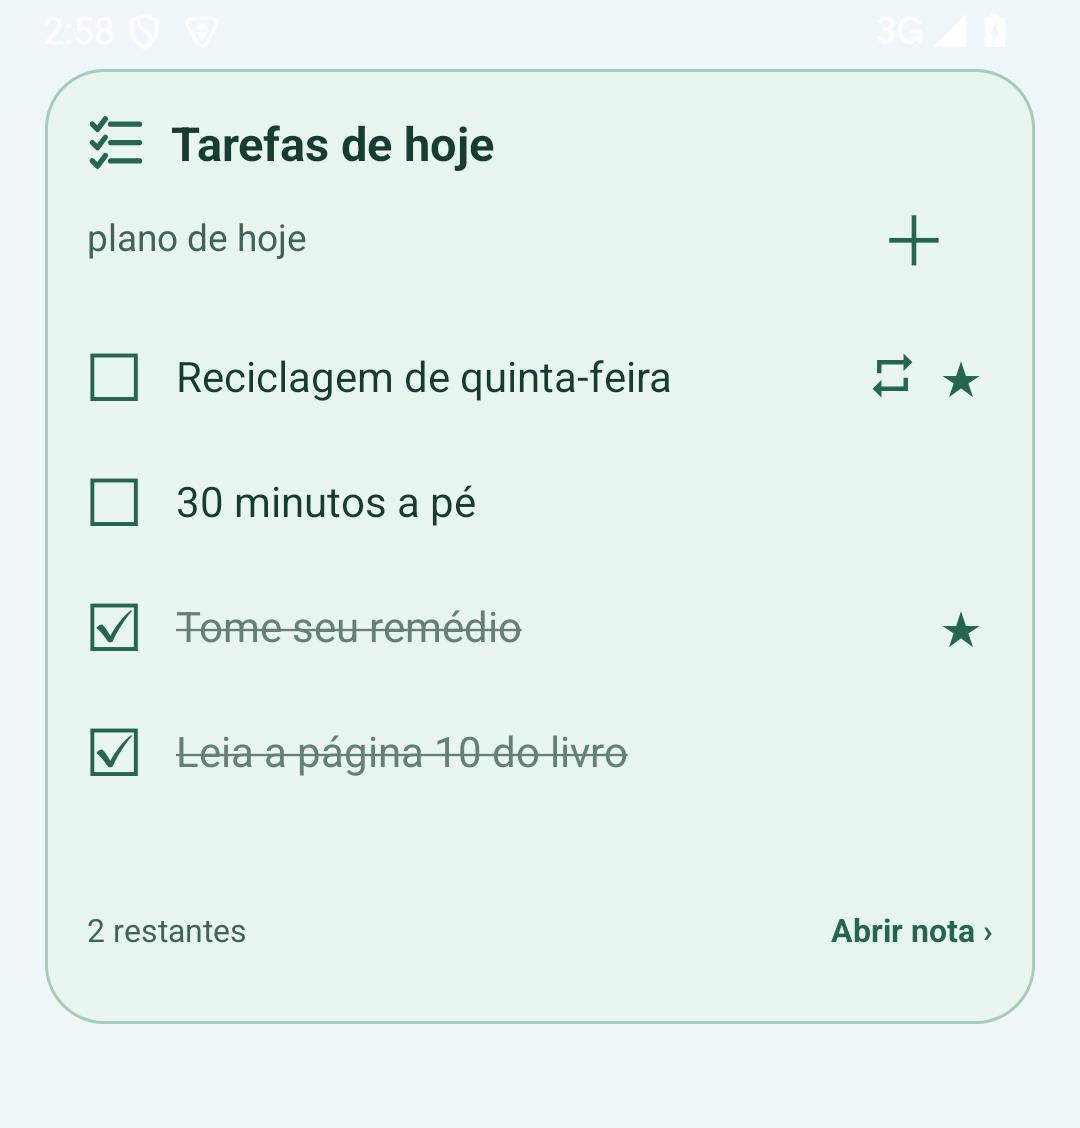 2:58 3G
Tarefas de hoje
plano de hoje
Reciclagem de quinta-feira
30 minutos a pé
Tome seu remédio
Leia a página 10 do livro
2 restantes Abrir nota ›